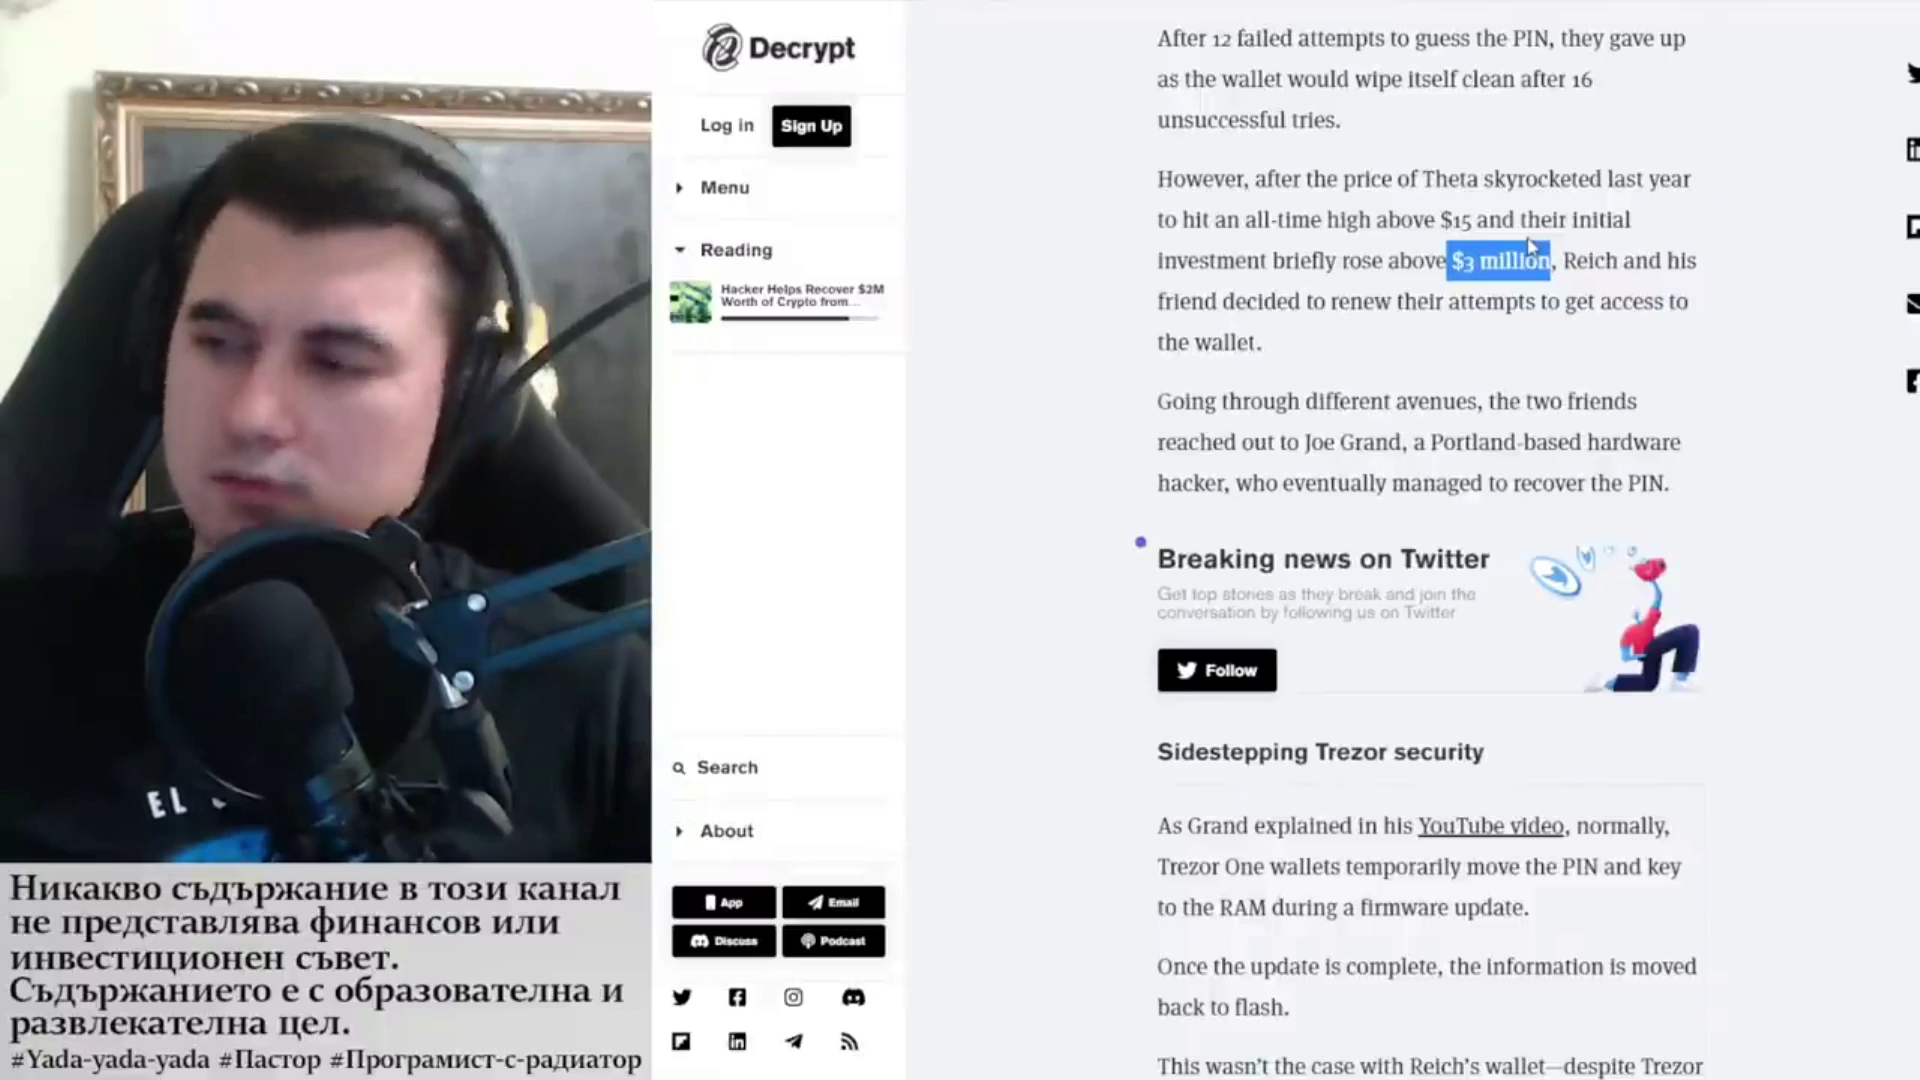 EL
Никакво съдържание в този канал
не представлява финансов или
инвестиционен съвет.
Съдържанието е с образователна и
развлекателна цел.
#Yada-yada-yada #Пастор #Програмист-с-радиатор
Decrypt
Log in Sign Up
Menu
Reading
Hacker Helps Recover $2M
Worth of Crypto from...
Search
About
App Email
Discuss Podcast
After 12 failed attempts to guess the PIN, they gave up
as the wallet would wipe itself clean after 16
unsuccessful tries.
However, after the price of Theta skyrocketed last year
to hit an all-time high above $15 and their initial
investment briefly rose above $3 million, Reich and his
friend decided to renew their attempts to get access to
the wallet.
Going through different avenues, the two friends
reached out to Joe Grand, a Portland-based hardware
hacker, who eventually managed to recover the PIN.
Breaking news on Twitter
Get top stories as they break and join the
conversation by following us on Twitter
Follow
Sidestepping Trezor security
As Grand explained in his YouTube video, normally,
Trezor One wallets temporarily move the PIN and key
to the RAM during a firmware update.
Once the update is complete, the information is moved
back to flash.
This wasn't the case with Reich's wallet—despite Trezor